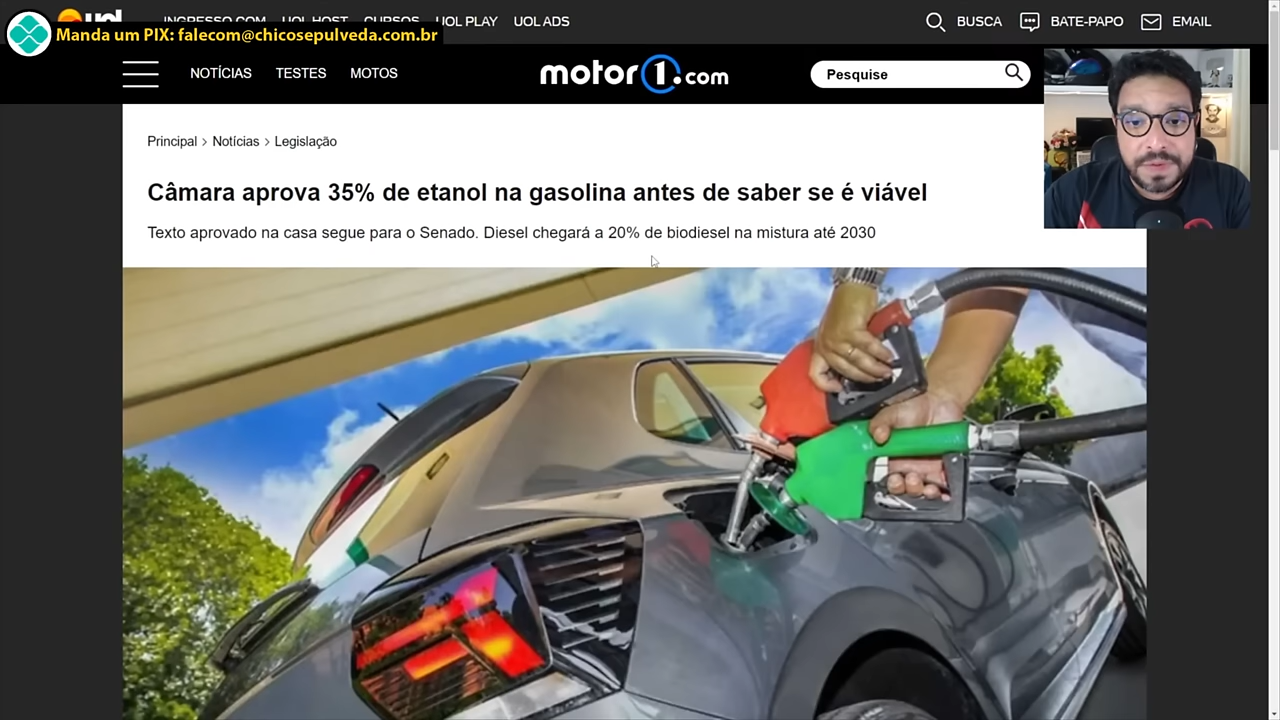 INGRESSO.COM UOL HOST CURSOS UOL PLAY UOL ADS BUSCA BATE-PAPO EMAIL
Manda um PIX: falecom@chicosepulveda.com.br
NOTÍCIAS TESTES MOTOS motor1.com Pesquise
Principal > Notícias > Legislação
Câmara aprova 35% de etanol na gasolina antes de saber se é viável
Texto aprovado na casa segue para o Senado. Diesel chegará a 20% de biodiesel na mistura até 2030